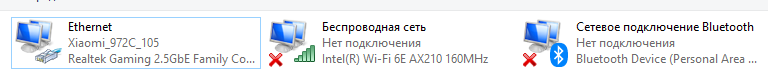 Ethernet
Xiaomi_972C_105
Realtek Gaming 2.5GbE Family Co...
Беспроводная сеть
Нет подключения
Intel(R) Wi-Fi 6E AX210 160MHz
Сетевое подключение Bluetooth
Нет подключения
Bluetooth Device (Personal Area ...